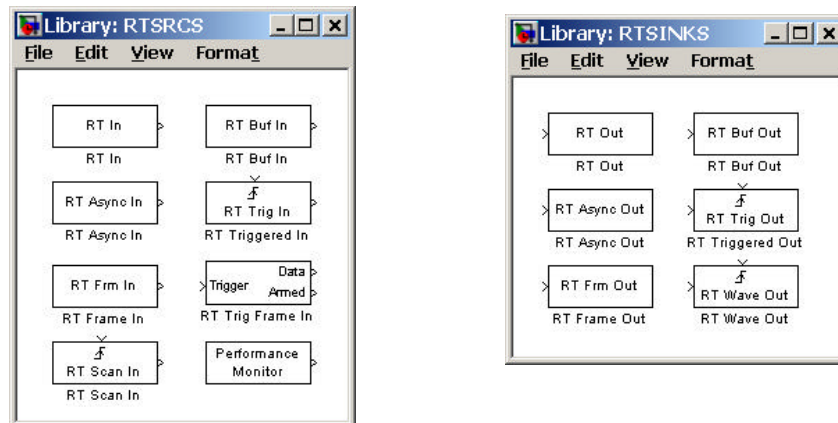 Library: RTSRCS
File Edit View Format
RT In
RT In
RT Buf In
RT Buf In
RT Async In
RT Async In
RT Trig In
RT Triggered In
RT Frm In
RT Frame In
Trigger
Data
Armed
RT Trig Frame In
RT Scan In
RT Scan In
Performance
Monitor
Library: RTSINKS
File Edit View Format
RT Out
RT Out
RT Buf Out
RT Buf Out
RT Async Out
RT Async Out
RT Trig Out
RT Triggered Out
RT Frm Out
RT Frame Out
RT Wave Out
RT Wave Out